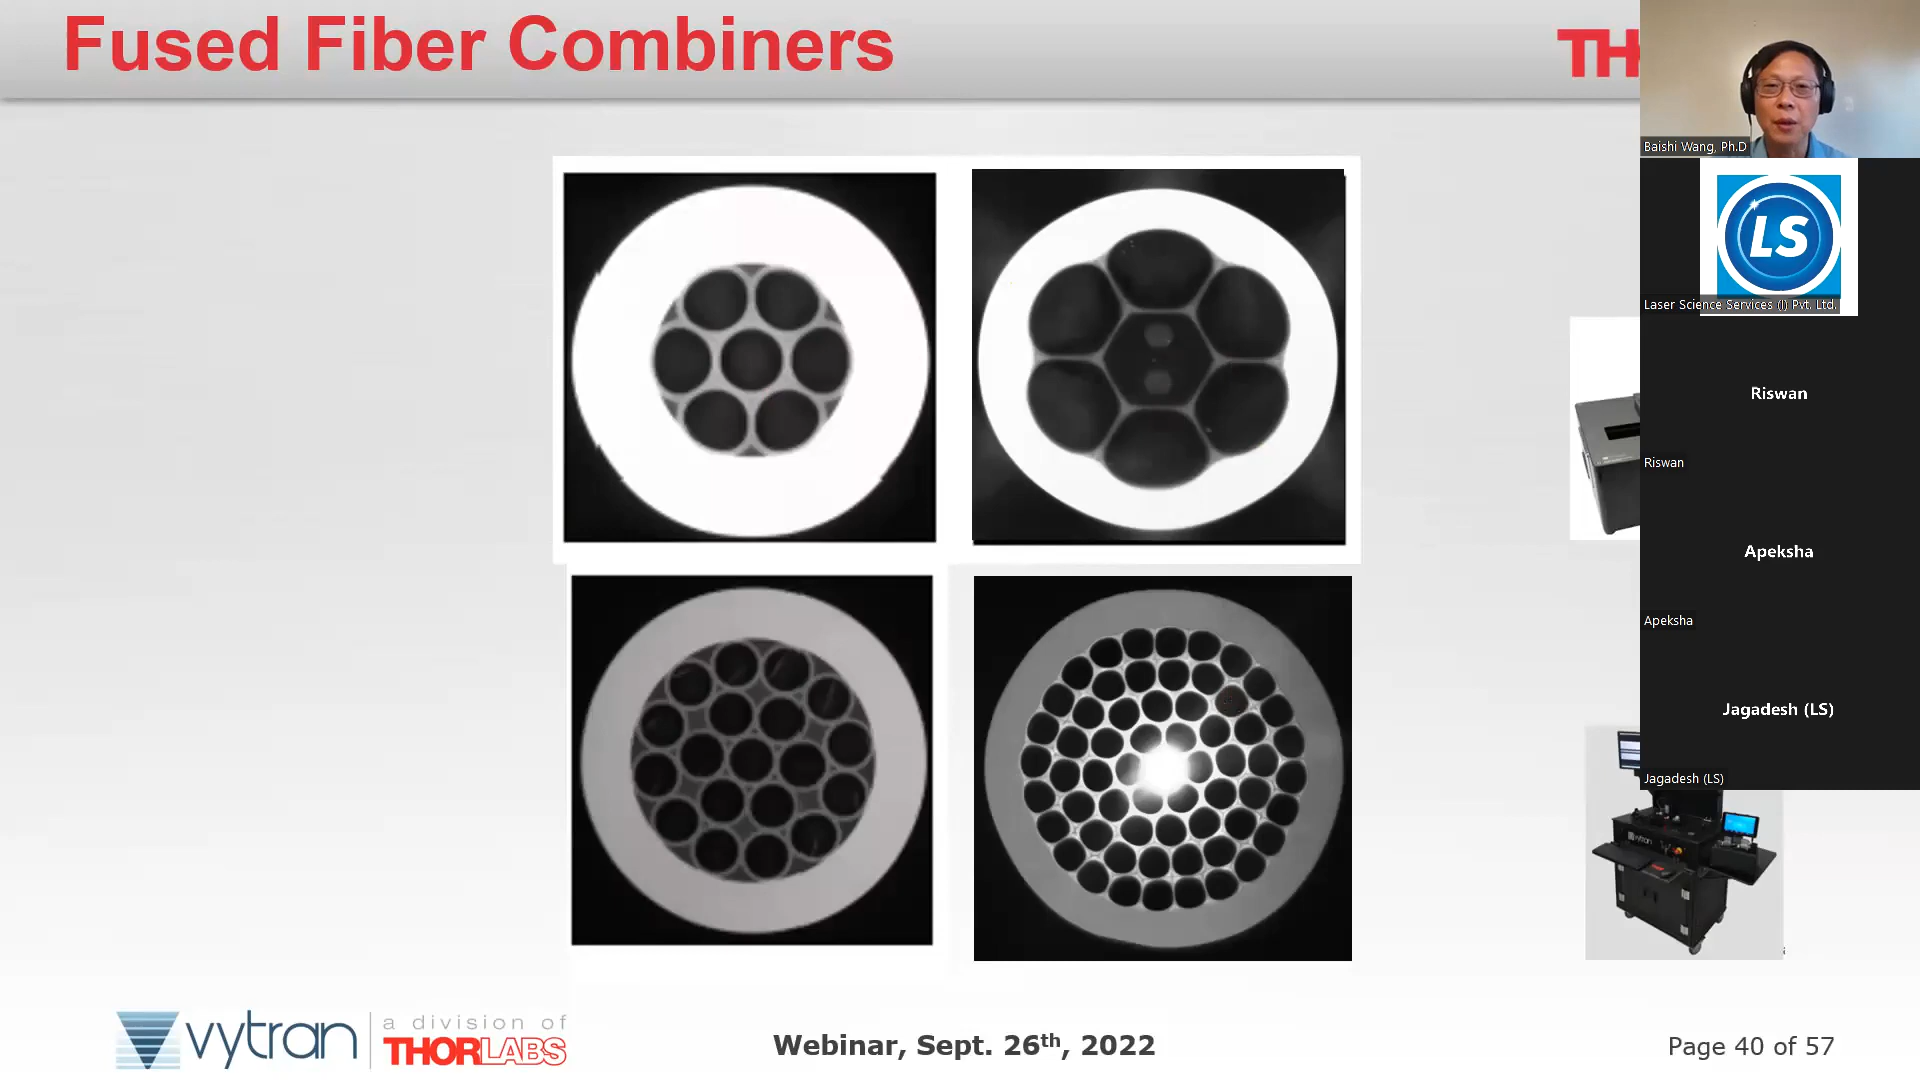 Fused Fiber Combiners
TH
Baishi Wang, Ph.D
LS
Laser Science Services (I) Pvt. Ltd.
Riswan
Riswan
Apeksha
Apeksha
Jagadesh (LS)
Jagadesh (LS)
vytran
vytran
a division of
THORLABS
Webinar, Sept. 26th, 2022
Page 40 of 57